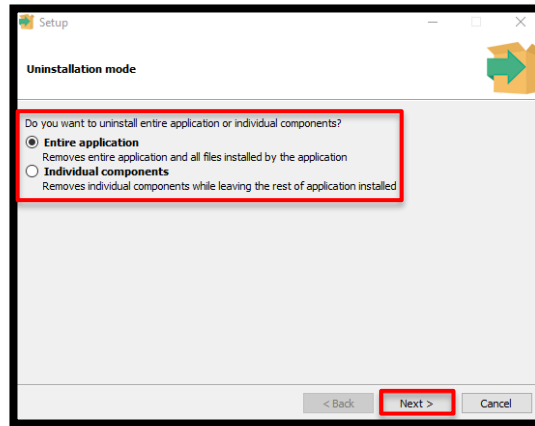 Setup
Uninstallation mode
Do you want to uninstall entire application or individual components?
Entire application
Removes entire application and all files installed by the application
Individual components
Removes individual components while leaving the rest of application installed
< Back Next > Cancel